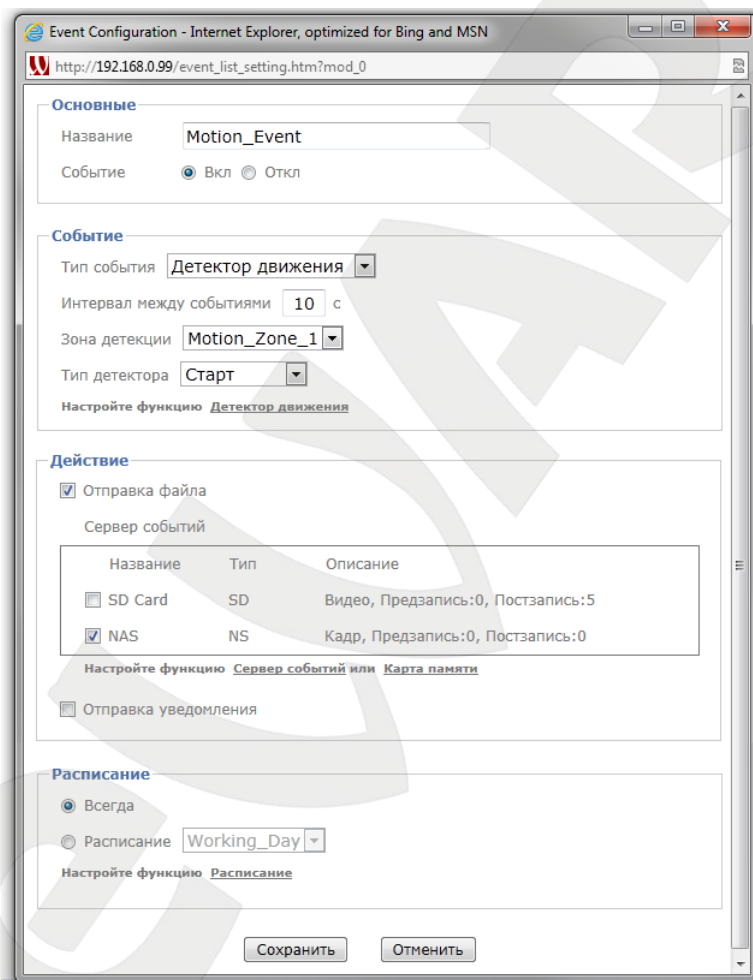 Event Configuration - Internet Explorer, optimized for Bing and MSN
http://192.168.0.99/event_list_setting.htm?mod_0
Основные
Название Motion_Event
Событие Вкл Откл
Событие
Тип события Детектор движения
Интервал между событиями 10 с
Зона детекции Motion_Zone_1
Тип детектора Старт
Настройте функцию Детектор движения
Действие
Отправка файла
Сервер событий
Название Тип Описание
SD Card SD Видео, Предзапись:0, Постзапись:5
NAS NS Кадр, Предзапись:0, Постзапись:0
Настройте функцию Сервер событий или Карта памяти
Отправка уведомления
Расписание
Всегда
Расписание Working_Day
Настройте функцию Расписание
Сохранить Отменить